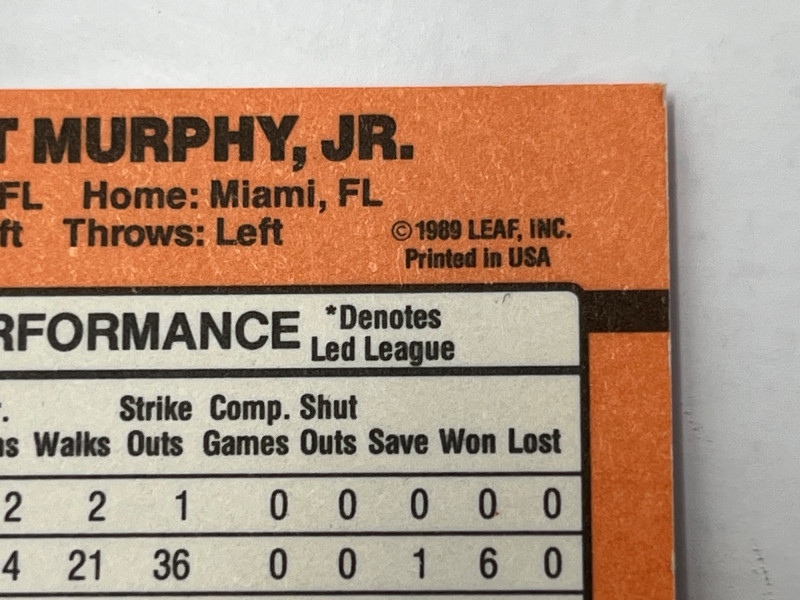 T MURPHY, JR.
FL Home: Miami, FL
ft Throws: Left
©1989 LEAF, INC.
Printed in USA
RFORMANCE *Denotes
Led League
r. Strike Comp. Shut
ns Walks Outs Games Outs Save Won Lost
2 2 1 0 0 0 0 0
4 21 36 0 0 1 6 0